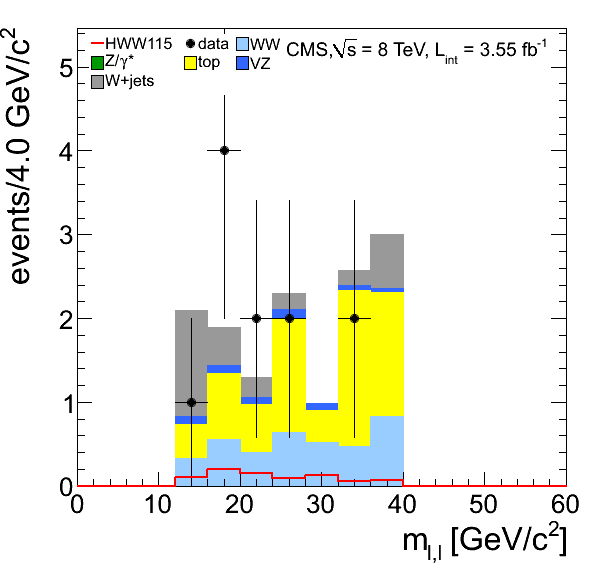 HWW115 data WW CMS,√s = 8 TeV, L_int = 3.55 fb⁻¹
Z/γ* top VZ
W+jets
events/4.0 GeV/c²
5
4
3
2
1
0
0 10 20 30 40 50 60
m_l,l [GeV/c²]